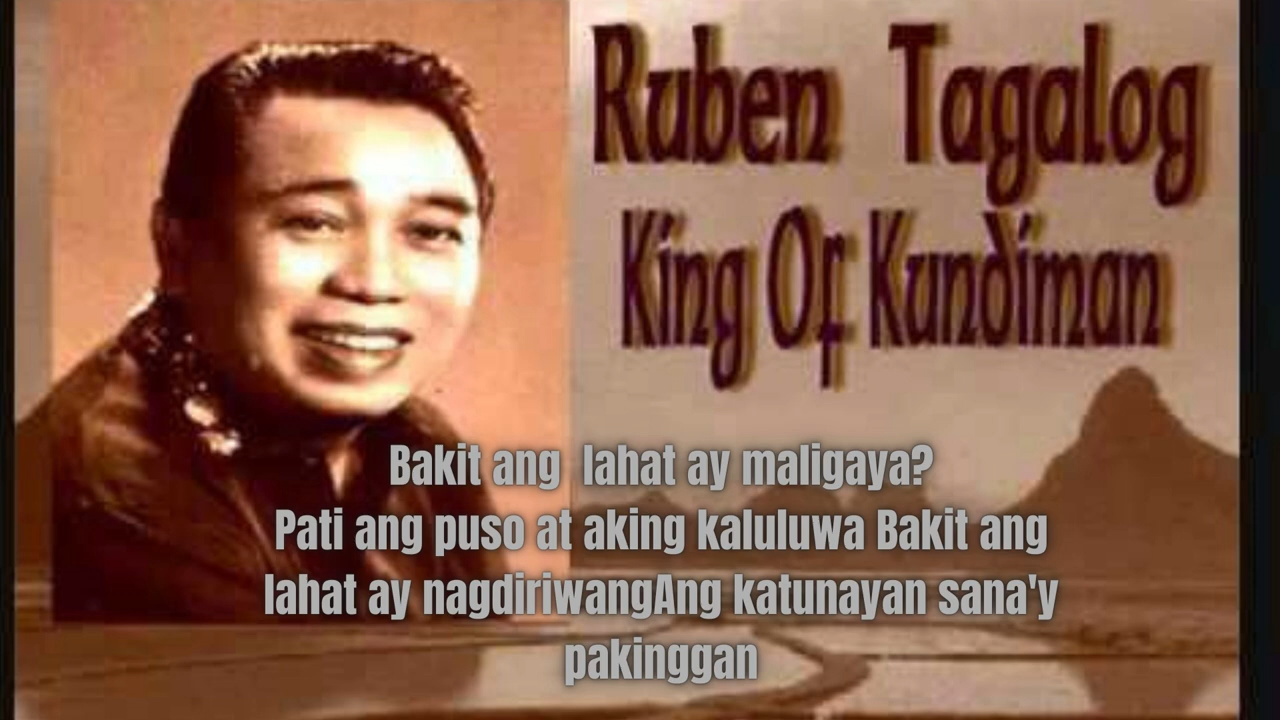 Ruben Tagalog
King Of Kundiman
Bakit ang lahat ay maligaya?
Pati ang puso at aking kaluluwa Bakit ang
lahat ay nagdiriwangAng katunayan sana'y
pakinggan